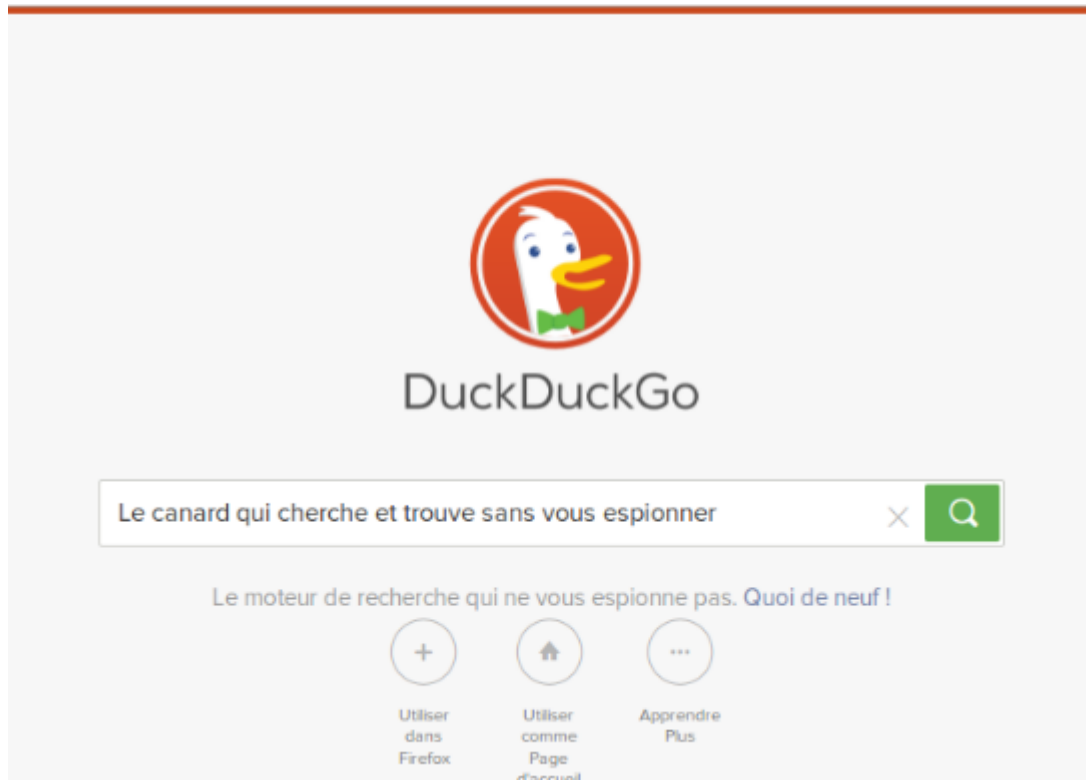 DuckDuckGo
Le canard qui cherche et trouve sans vous espionner
Le moteur de recherche qui ne vous espionne pas. Quoi de neuf !
Utiliser
dans
Firefox
Utiliser
comme
Page
d'accueil
Apprendre
Plus